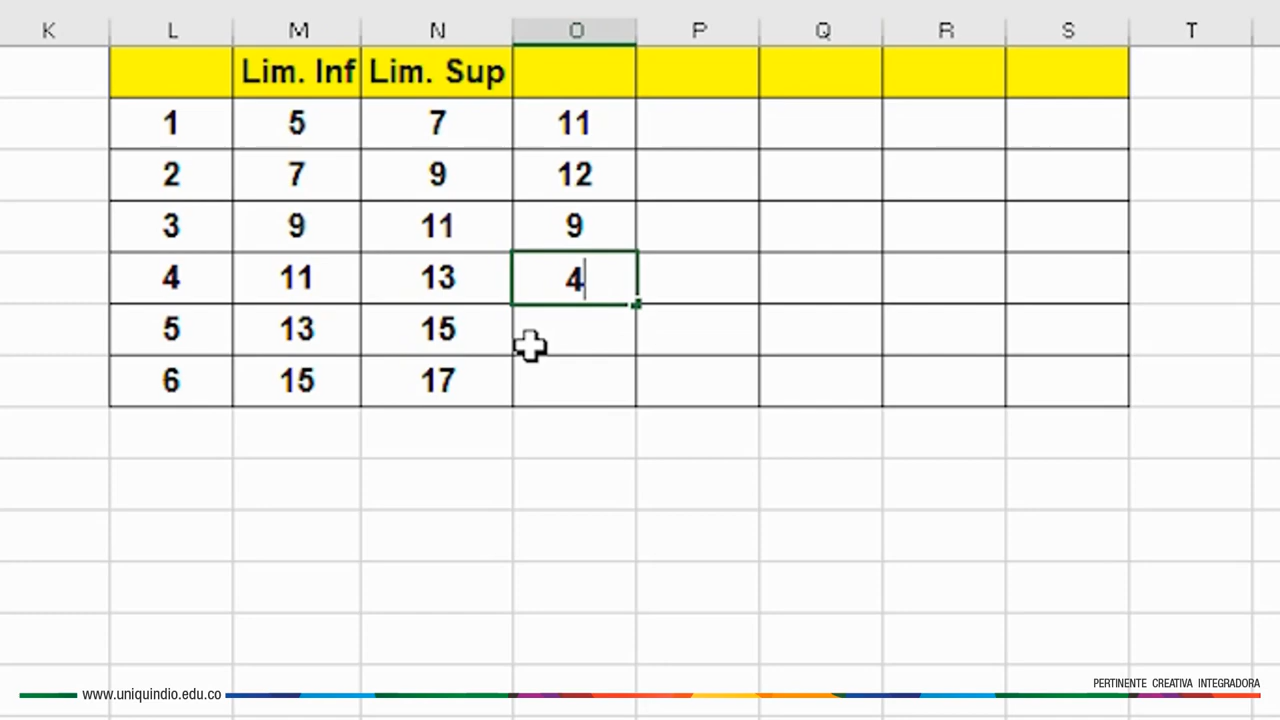 K L M N O P Q R S T
Lim. Inf Lim. Sup
1 5 7 11
2 7 9 12
3 9 11 9
4 11 13 4
5 13 15
6 15 17
PERTINENTE CREATIVA INTEGRADORA
www.uniquindio.edu.co